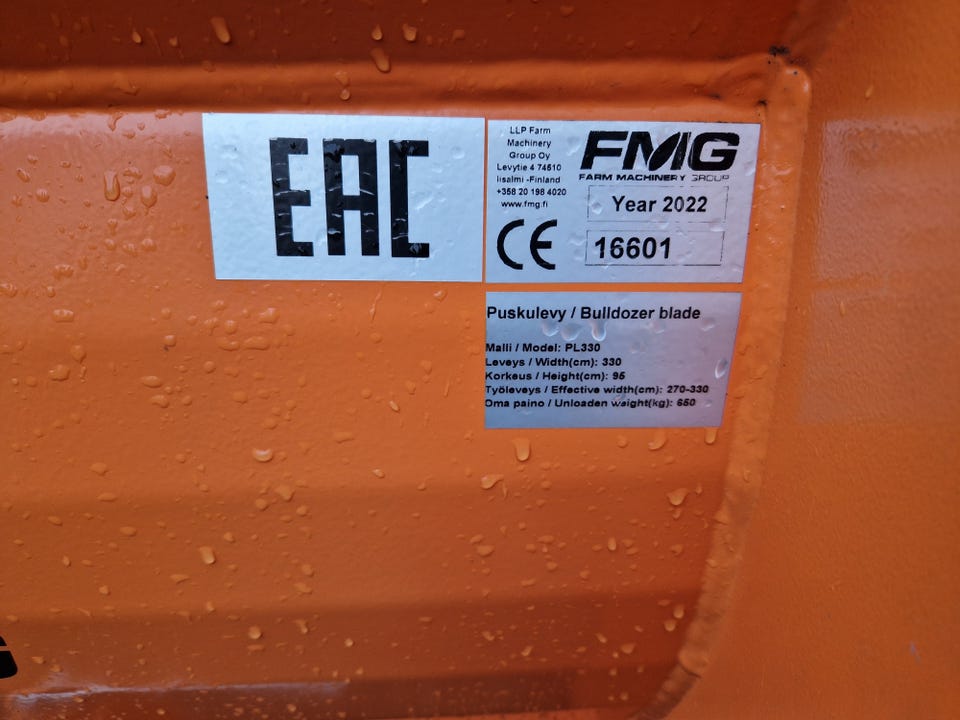 EAC
LLP Farm
Machinery
Group Oy
Levytie 4 74510
Iisalmi -Finland
+358 20 198 4020
www.fmg.fi
CE
FMG
FARM MACHINERY GROUP
Year 2022
16601
Puskulevy / Bulldozer blade
Malli / Model: PL330
Leveys / Width(cm): 330
Korkeus / Height(cm): 95
Työleveys / Effective width(cm): 270-330
Oma paino / Unloaden weight(kg): 650